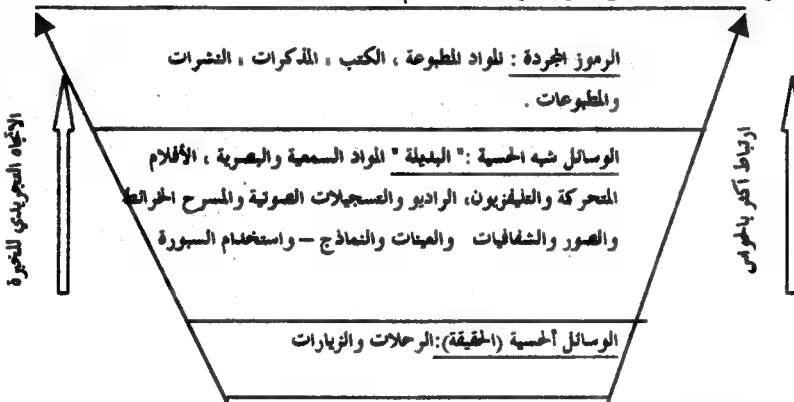 الرموز المجردة : المواد المطبوعة ، الكتب ، المذكرات ، النشرات
والمطبوعات .
الوسائل شبه الحسية :" البديلة " المواد السمعية والبصرية ، الأفلام
المتحركة والتليفزيون، الراديو والتسجيلات الصوتية والمسرح الخرائط
والصور والشفافيات والعينات والنماذج – واستخدام السبورة
الوسائل ألحسية (الحقيقة):الرحلات والزيارات
ارتباط أكثر بالحواس
الاتجاه التجريدي للخبرة